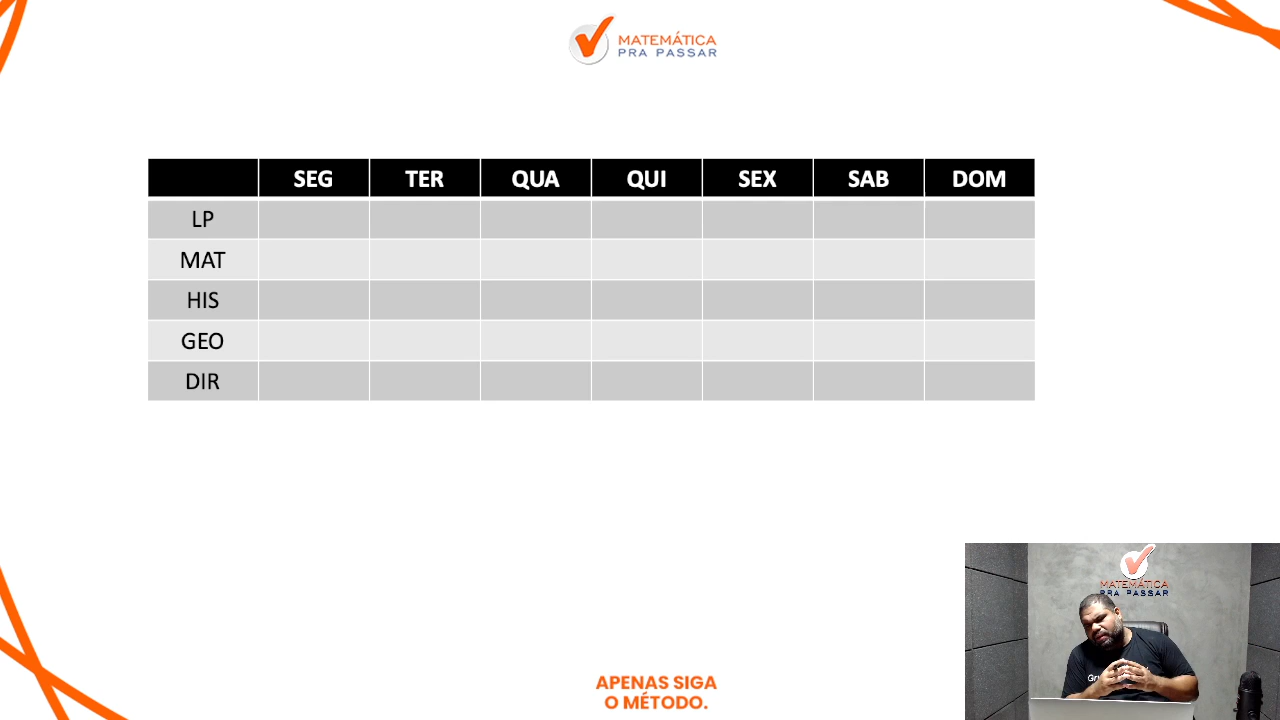 MATEMÁTICA
PRA PASSAR
SEG TER QUA QUI SEX SAB DOM
LP
MAT
HIS
GEO
DIR
MATEMÁTICA
PRA PASSAR
APENAS SIGA
O MÉTODO.